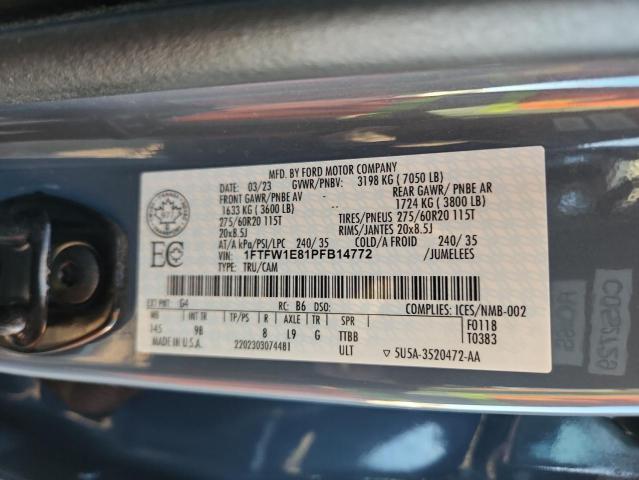 MFD. BY FORD MOTOR COMPANY
03/23 GVWR/PNBV: 3198 KG ( 7050 LB)
FRONT GAWR/PNBE AV REAR GAWR/ PNBE AR
1633 KG ( 3600 LB) 1724 KG ( 3800 LB)
275/60R20 115T TIRES/PNEUS 275/60R20 115T
20x8.5J RIMS/JANTES 20x8.5J
AT/A kPa/PSI/LPC 240/ 35 COLD/A FROID 240/ 35
VIN: 1FTFW1E81PFB14772 /JUMELEES
TYPE: TRU/CAM
EC
EXT PNT: G4 RC: B6 DSO: COMPLIES: ICES/NMB-002
WB INT TR TP/PS R AXLE TR SPR F0118
145 9B 8 L9 G TTBB T0383
MADE IN U.S.A. 2202303074481 ULT ▽ 5U5A-3520472-AA